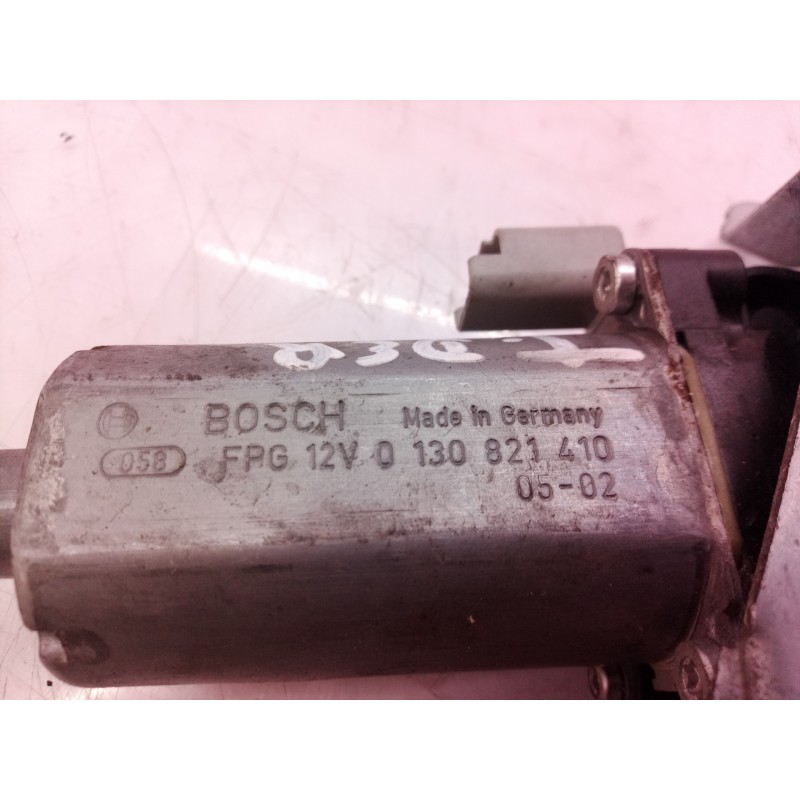 BOSCH Made in Germany
058 FPG 12V 0 130 821 410
05-02